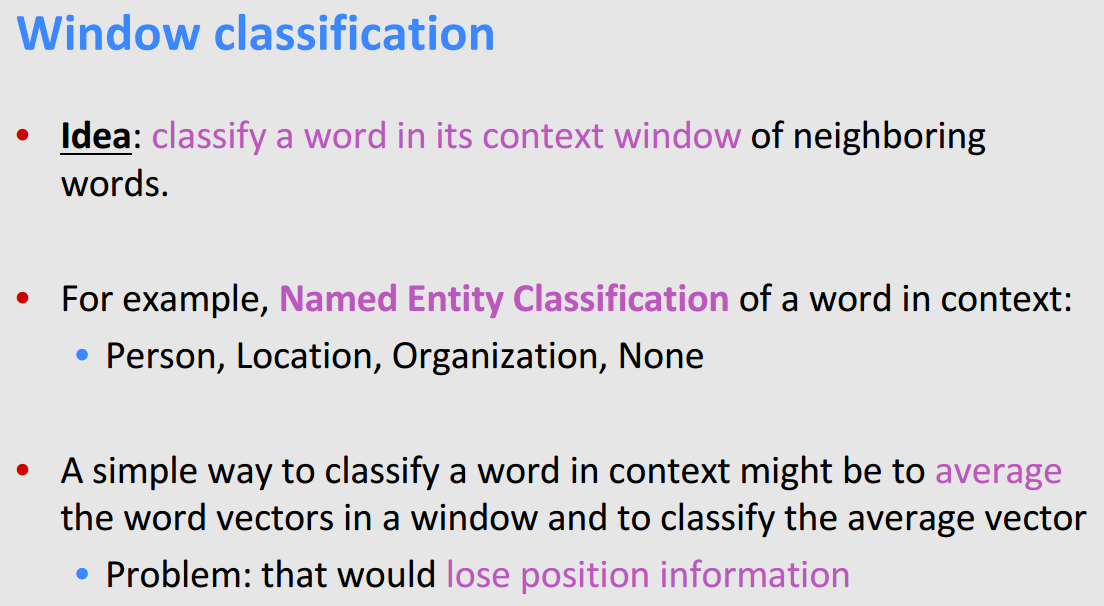 Window classification
• Idea: classify a word in its context window of neighboring
words.
• For example, Named Entity Classification of a word in context:
• Person, Location, Organization, None
• A simple way to classify a word in context might be to average
the word vectors in a window and to classify the average vector
• Problem: that would lose position information